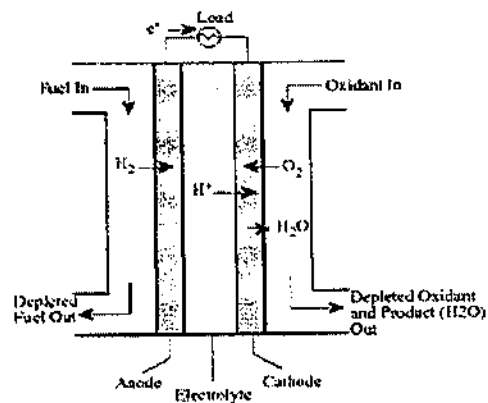 Load
e-
Fuel In
Oxidant In
H2
O2
H+
H2O
Depleted
Fuel Out
Depleted Oxidant
and Product (H2O)
Out
Anode
Electrolyte
Cathode